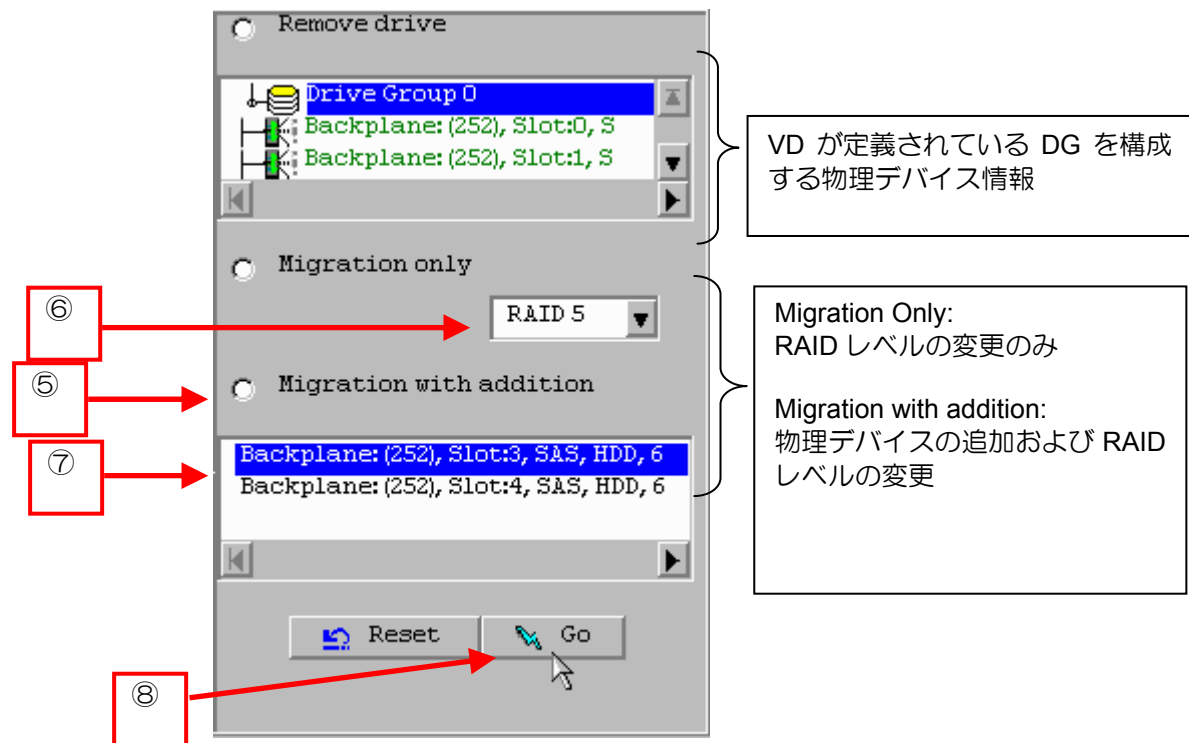 Remove drive
Drive Group 0
Backplane: (252), Slot:0, S
Backplane: (252), Slot:1, S
VD が定義されている DG を構成
する物理デバイス情報
Migration only
⑥
RAID 5
⑤
Migration with addition
⑦
Backplane: (252), Slot:3, SAS, HDD, 6
Backplane: (252), Slot:4, SAS, HDD, 6
Migration Only:
RAID レベルの変更のみ
Migration with addition:
物理デバイスの追加および RAID
レベルの変更
Reset
Go
⑧